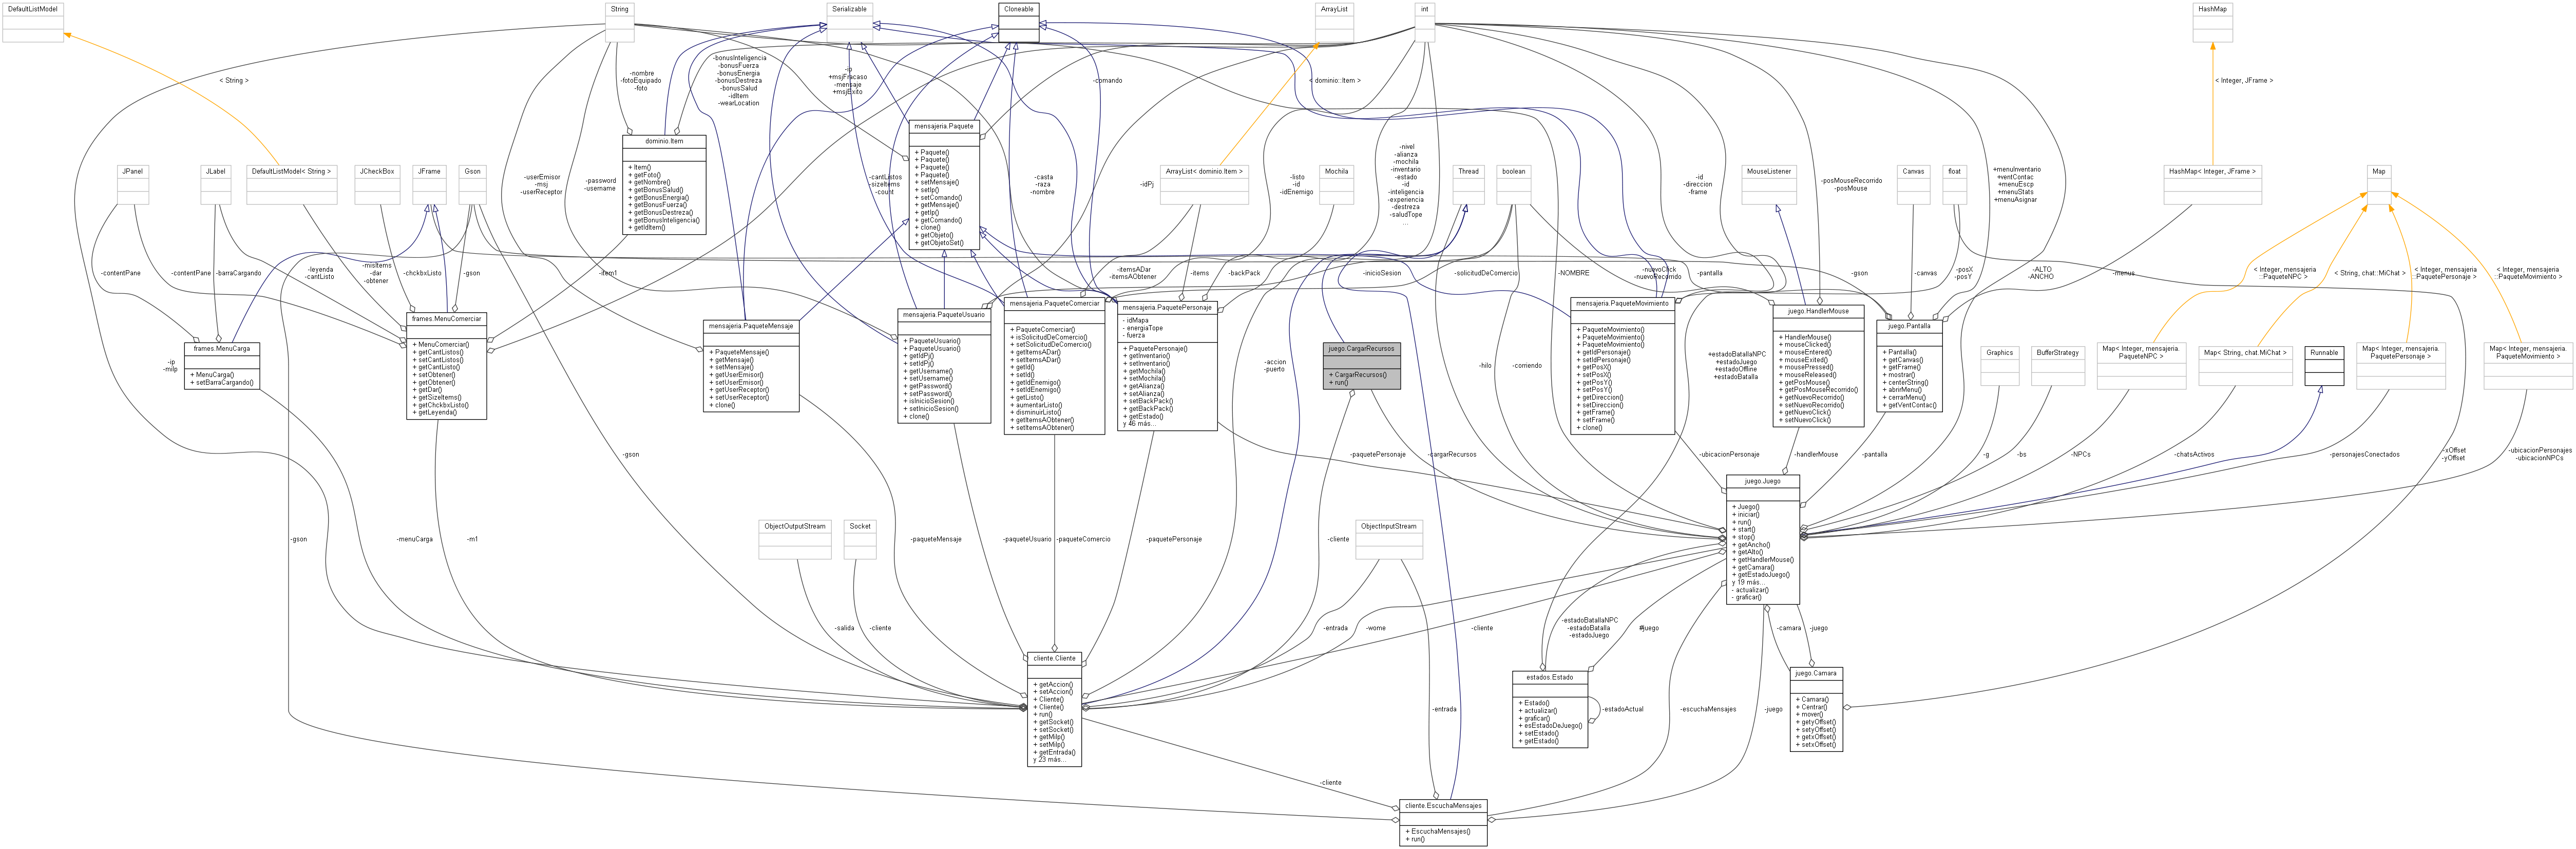 DefaultListModel
String
Serializable
Cloneable
ArrayList
int
HashMap
< String >
-nombre
-fotoEquipado
-foto
-bonusInteligencia
-bonusFuerza
-bonusEnergia
-bonusDestreza
-bonusSalud
-idItem
-wearLocation
-ip
+msjFracaso
-mensaje
+msjExito
-comando
< dominio::Item >
< Integer, JFrame >
mensajeria.Paquete
+ Paquete()
+ Paquete()
+ Paquete()
+ Paquete()
+ setMensaje()
+ setIp()
+ setComando()
+ getMensaje()
+ getIp()
+ getComando()
+ clone()
+ getObjeto()
+ getObjetoSet()
dominio.Item
+ Item()
+ getFoto()
+ getNombre()
+ getBonusSalud()
+ getBonusEnergia()
+ getBonusFuerza()
+ getBonusDestreza()
+ getBonusInteligencia()
+ getIdItem()
JPanel
JLabel
DefaultListModel< String >
JCheckBox
JFrame
Gson
-userEmisor
-msj
-userReceptor
-password
-username
-cantListos
-sizeItems
-count
-casta
-raza
-nombre
-idPj
ArrayList< dominio.Item >
-listo
-id
-idEnemigo
Mochila
-nivel
-alianza
-mochila
-inventario
-estado
-id
-inteligencia
-experiencia
-destreza
-saludTope
...
Thread
boolean
-id
-direccion
-frame
MouseListener
-posMouseRecorrido
-posMouse
Canvas
float
+menuInventario
+ventContac
+menuEscp
+menuStats
+menuAsignar
HashMap< Integer, JFrame >
Map
-contentPane
-contentPane
-barraCargando
-leyenda
-cantListo
-misItems
-dar
-obtener
-chckbxListo
-gson
-item1
-itemsADar
-itemsAObtener
-items
-backPack
-inicioSesion
-solicitudDeComercio
-NOMBRE
-nuevoClick
-nuevoRecorrido
-pantalla
-gson
-canvas
-posX
-posY
-ALTO
-ANCHO
-menus
< Integer, mensajeria
::PaqueteNPC >
< String, chat::MiChat >
< Integer, mensajeria
::PaquetePersonaje >
< Integer, mensajeria
::PaqueteMovimiento >
frames.MenuCarga
+ MenuCarga()
+ setBarraCargando()
frames.MenuComerciar
+ MenuComerciar()
+ getCantListos()
+ setCantListos()
+ getCantListo()
+ setObtener()
+ getObtener()
+ getDar()
+ getSizeItems()
+ getChckbxListo()
+ getLeyenda()
mensajeria.PaqueteMensaje
+ PaqueteMensaje()
+ getMensaje()
+ setMensaje()
+ getUserEmisor()
+ setUserEmisor()
+ getUserReceptor()
+ setUserReceptor()
+ clone()
mensajeria.PaqueteUsuario
+ PaqueteUsuario()
+ PaqueteUsuario()
+ getIdPj()
+ setIdPj()
+ getUsername()
+ setUsername()
+ getPassword()
+ setPassword()
+ isInicioSesion()
+ setInicioSesion()
+ clone()
mensajeria.PaqueteComerciar
+ PaqueteComerciar()
+ isSolicitudDeComercio()
+ setSolicitudDeComercio()
+ getItemsADar()
+ setItemsADar()
+ getId()
+ setId()
+ getIdEnemigo()
+ setIdEnemigo()
+ getListo()
+ aumentarListo()
+ disminuirListo()
+ getItemsAObtener()
+ setItemsAObtener()
mensajeria.PaquetePersonaje
- idMapa
- energiaTope
- fuerza
+ PaquetePersonaje()
+ getInventario()
+ setInventario()
+ getMochila()
+ setMochila()
+ getAlianza()
+ setAlianza()
+ setBackPack()
+ getBackPack()
+ getEstado()
y 46 más...
juego.CargarRecursos
+ CargarRecursos()
+ run()
mensajeria.PaqueteMovimiento
+ PaqueteMovimiento()
+ PaqueteMovimiento()
+ PaqueteMovimiento()
+ getIdPersonaje()
+ setIdPersonaje()
+ getPosX()
+ setPosX()
+ getPosY()
+ setPosY()
+ getDireccion()
+ setDireccion()
+ getFrame()
+ setFrame()
+ clone()
juego.HandlerMouse
+ HandlerMouse()
+ mouseClicked()
+ mouseEntered()
+ mouseExited()
+ mousePressed()
+ mouseReleased()
+ getPosMouse()
+ getPosMouseRecorrido()
+ getNuevoRecorrido()
+ setNuevoRecorrido()
+ getNuevoClick()
+ setNuevoClick()
juego.Pantalla
+ Pantalla()
+ getCanvas()
+ getFrame()
+ mostrar()
+ centerString()
+ abrirMenu()
+ cerrarMenu()
+ getVentContac()
Graphics
BufferStrategy
Map< Integer, mensajeria.
PaqueteNPC >
Map< String, chat.MiChat >
Runnable
Map< Integer, mensajeria.
PaquetePersonaje >
Map< Integer, mensajeria.
PaqueteMovimiento >
-ip
-miIp
-accion
-puerto
-hilo
-corriendo
+estadoBatallaNPC
+estadoJuego
+estadoOffline
+estadoBatalla
-gson
-paquetePersonaje
-cargarRecursos
-ubicacionPersonaje
-handlerMouse
-pantalla
-g
-bs
-NPCs
-chatsActivos
-personajesConectados
-xOffset
-yOffset
-ubicacionPersonajes
-ubicacionNPCs
juego.Juego
+ Juego()
+ iniciar()
+ run()
+ start()
+ stop()
+ getAncho()
+ getAlto()
+ getHandlerMouse()
+ getCamara()
+ getEstadoJuego()
y 19 más...
- actualizar()
- graficar()
ObjectOutputStream
Socket
ObjectInputStream
-gson
-menuCarga
-m1
-paqueteMensaje
-paqueteUsuario
-paqueteComercio
-paquetePersonaje
-cliente
-salida
-cliente
-entrada
-wome
-cliente
-estadoBatallaNPC
-estadoBatalla
-estadoJuego
#juego
-camara
-juego
cliente.Cliente
+ getAccion()
+ setAccion()
+ Cliente()
+ Cliente()
+ run()
+ getSocket()
+ setSocket()
+ getMiIp()
+ setMiIp()
+ getEntrada()
y 23 más...
estados.Estado
+ Estado()
+ actualizar()
+ graficar()
+ esEstadoDeJuego()
+ setEstado()
+ getEstado()
-estadoActual
juego.Camara
+ Camara()
+ Centrar()
+ mover()
+ getyOffset()
+ setyOffset()
+ getxOffset()
+ setxOffset()
-entrada
-escuchaMensajes
-juego
-cliente
cliente.EscuchaMensajes
+ EscuchaMensajes()
+ run()